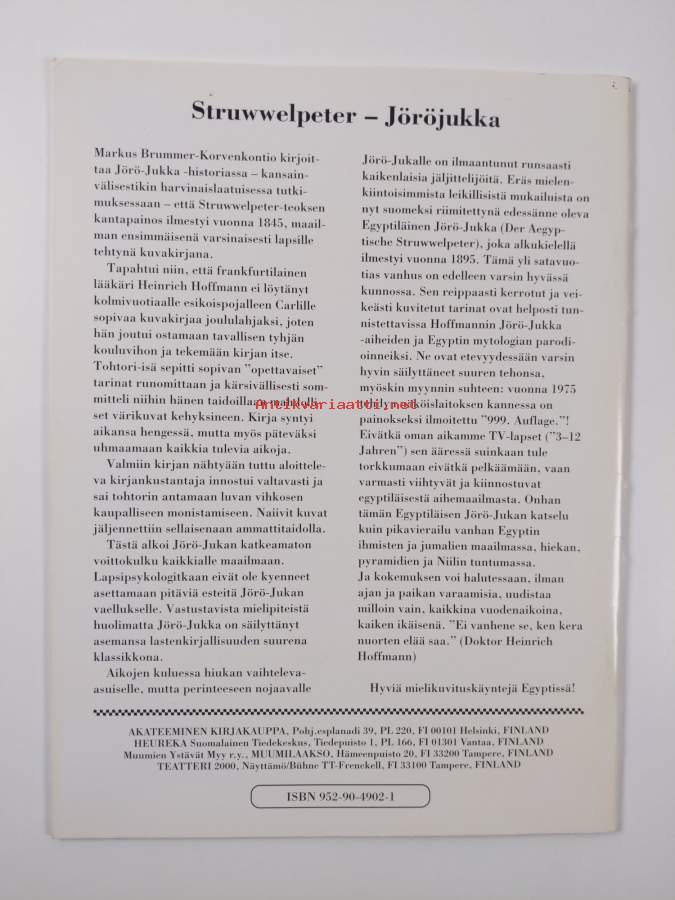 Struwwelpeter – Jöröjukka
Markus Brummer-Korvenkontio kirjoit-
taa Jörö-Jukka -historiassa – kansain-
välisestikin harvinaislaatuisessa tutki-
muksessaan – että Struwwelpeter-teoksen
kantapainos ilmestyi vuonna 1845, maail-
man ensimmäisenä varsinaisesti lapsille
tehtynä kuvakirjana.
Tapahtui niin, että frankfurtilainen
lääkäri Heinrich Hoffmann ei löytänyt
kolmivuotiaalle esikoispojalleen Carlille
sopivaa kuvakirjaa joululahjaksi, joten
hän joutui ostamaan tavallisen tyhjän
kouluvihon ja tekemään kirjan itse.
Tohtori-isä sepitti sopivan ”opettavaiset”
tarinat runomittaan ja kärsivällisesti som-
mitteli niihin hänen taidoillaan mahdolli-
set värikuvat kehyksineen. Kirja syntyi
aikansa hengessä, mutta myös päteväksi
uhmaamaan kaikkia tulevia aikoja.
Valmiin kirjan nähtyään tuttu aloittele-
va kirjankustantaja innostui valtavasti ja
sai tohtorin antamaan luvan vihkosen
kaupalliseen monistamiseen. Naiivit kuvat
jäljennettiin sellaisenaan ammattitaidolla.
Tästä alkoi Jörö-Jukan katkeamaton
voittokulku kaikkialle maailmaan.
Lapsipsykologitkaan eivät ole kyenneet
asettamaan pitäviä esteitä Jörö-Jukan
vaellukselle. Vastustavista mielipiteistä
huolimatta Jörö-Jukka on säilyttänyt
asemansa lastenkirjallisuuden suurena
klassikkona.
Aikojen kuluessa hiukan vaihteleva-
asuiselle, mutta perinteeseen nojaavalle
Jörö-Jukalle on ilmaantunut runsaasti
kaikenlaisia jäljittelijöitä. Eräs mielen-
kiintoisimmista leikillisistä mukailuista on
nyt suomeksi riimitettynä edessänne oleva
Egyptiläinen Jörö-Jukka (Der Aegyp-
tische Struwwelpeter), joka alkukielellä
ilmestyi vuonna 1895. Tämä yli satavuo-
tias vanhus on edelleen varsin hyvässä
kunnossa. Sen reippaasti kerrotut ja vei-
keästi kuvitetut tarinat ovat helposti tun-
nistettavissa Hoffmannin Jörö-Jukka
-aiheiden ja Egyptin mytologian parodi-
oinneiksi. Ne ovat etevyydessään varsin
hyvin säilyttäneet suuren tehonsa,
myöskin myynnin suhteen: vuonna 1975
tehilyn näköislaitoksen kannessa on
painokseksi ilmoitettu ”999. Auflage.”!
Eivätkä oman aikamme TV-lapset (”3–12
Jahren”) sen ääressä suinkaan tule
torkkumaan eivätkä pelkäämään, vaan
varmasti viihtyvät ja kiinnostuvat
egyptiläisestä aihemaailmasta. Onhan
tämän Egyptiläisen Jörö-Jukan katselu
kuin pikavierailu vanhan Egyptin
ihmisten ja jumalien maailmassa, hiekan,
pyramidien ja Niilin tuntumassa.
Ja kokemuksen voi halutessaan, ilman
ajan ja paikan varaamisia, uudistaa
milloin vain, kaikkina vuodenaikoina,
kaiken ikäisenä. ”Ei vanhene se, ken kera
nuorten elää saa.” (Doktor Heinrich
Hoffmann)
Hyviä mielikuvituskäyntejä Egyptissä!
Antikvariaatti.net
AKATEEMINEN KIRJAKAUPPA, Pohj.esplanadi 39, PL 220, FI 00101 Helsinki, FINLAND
HEUREKA Suomalainen Tiedekeskus, Tiedepuisto 1, PL 166, FI 01301 Vantaa, FINLAND
Muumien Ystävät Myy r.y., MUUMILAAKSO, Hämeenpuisto 20, FI 33200 Tampere, FINLAND
TEATTERI 2000, Näyttämö/Bühne TT-Frenckell, FI 33100 Tampere, FINLAND
ISBN 952-90-4902-1